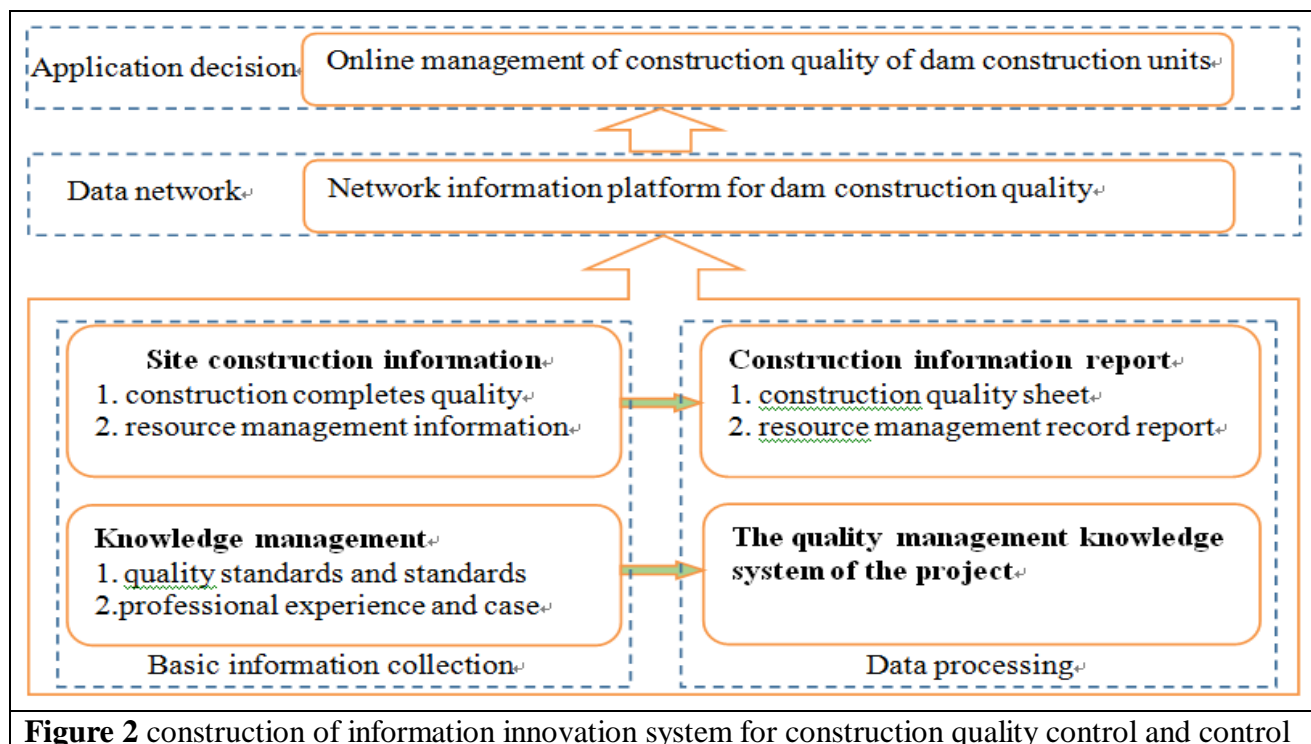 Application decision
Online management of construction quality of dam construction units
Data network
Network information platform for dam construction quality
Site construction information
1. construction completes quality
2. resource management information
Construction information report
1. construction quality sheet
2. resource management record report
Knowledge management
1. quality standards and standards
2.professional experience and case
The quality management knowledge
system of the project
Basic information collection
Data processing
Figure 2 construction of information innovation system for construction quality control and control